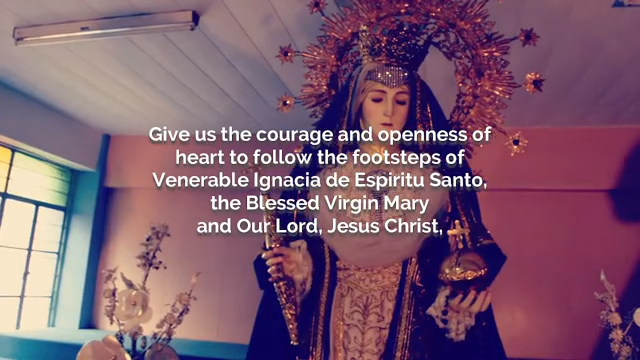 Give us the courage and openness of
heart to follow the footsteps of
Venerable Ignacia de Espiritu Santo,
the Blessed Virgin Mary
and Our Lord, Jesus Christ,